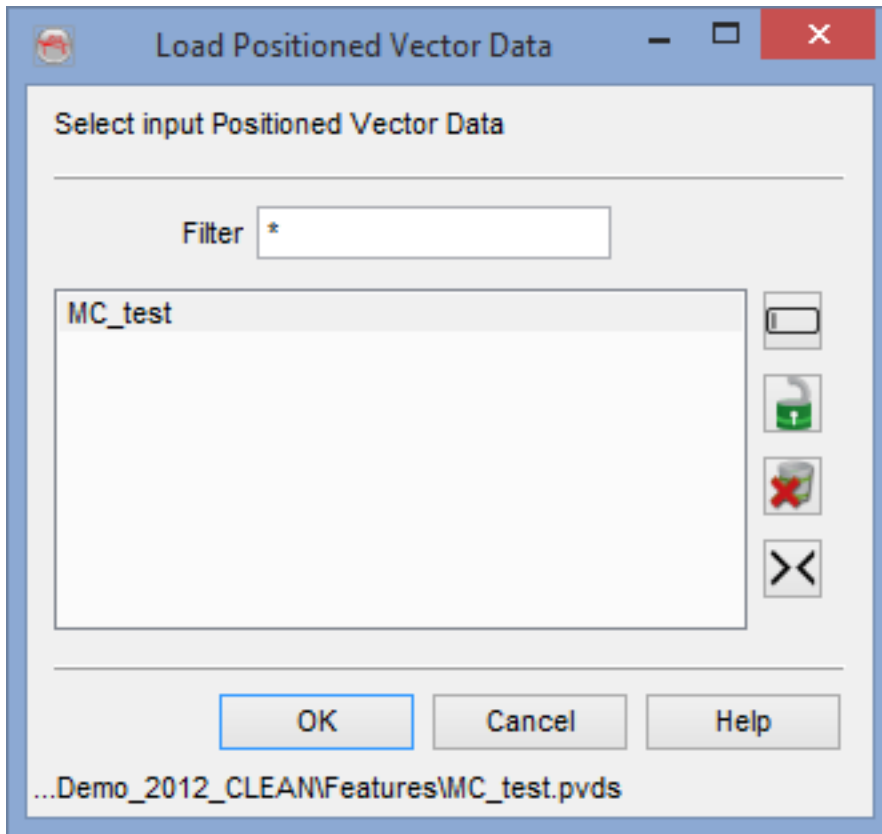 Load Positioned Vector Data
Select input Positioned Vector Data
Filter *
MC_test
OK Cancel Help
...Demo_2012_CLEAN\Features\MC_test.pvds